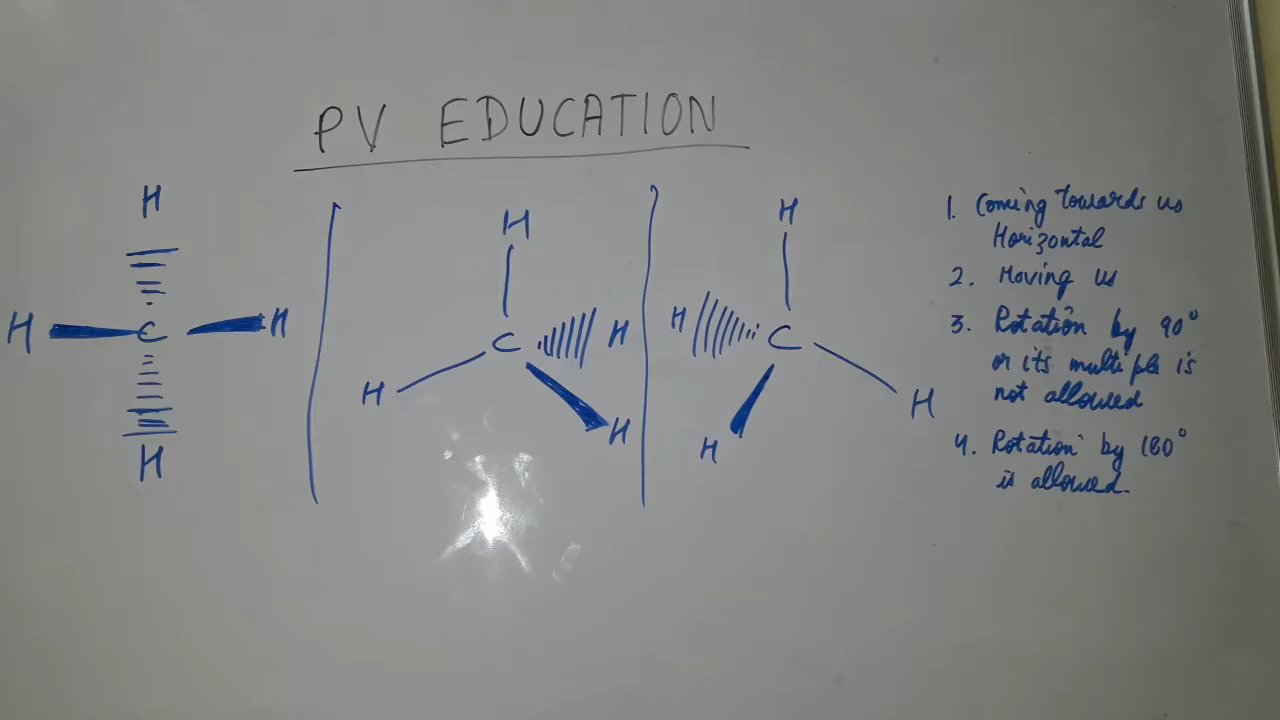 PV EDUCATION
H
H C H
H
H
C H
H H
H
H C
H H
1. Coming towards us
Horizontal
2. Moving us
3. Rotation by 90°
or its multiple is
not allowed
4. Rotation by 180°
is allowed.